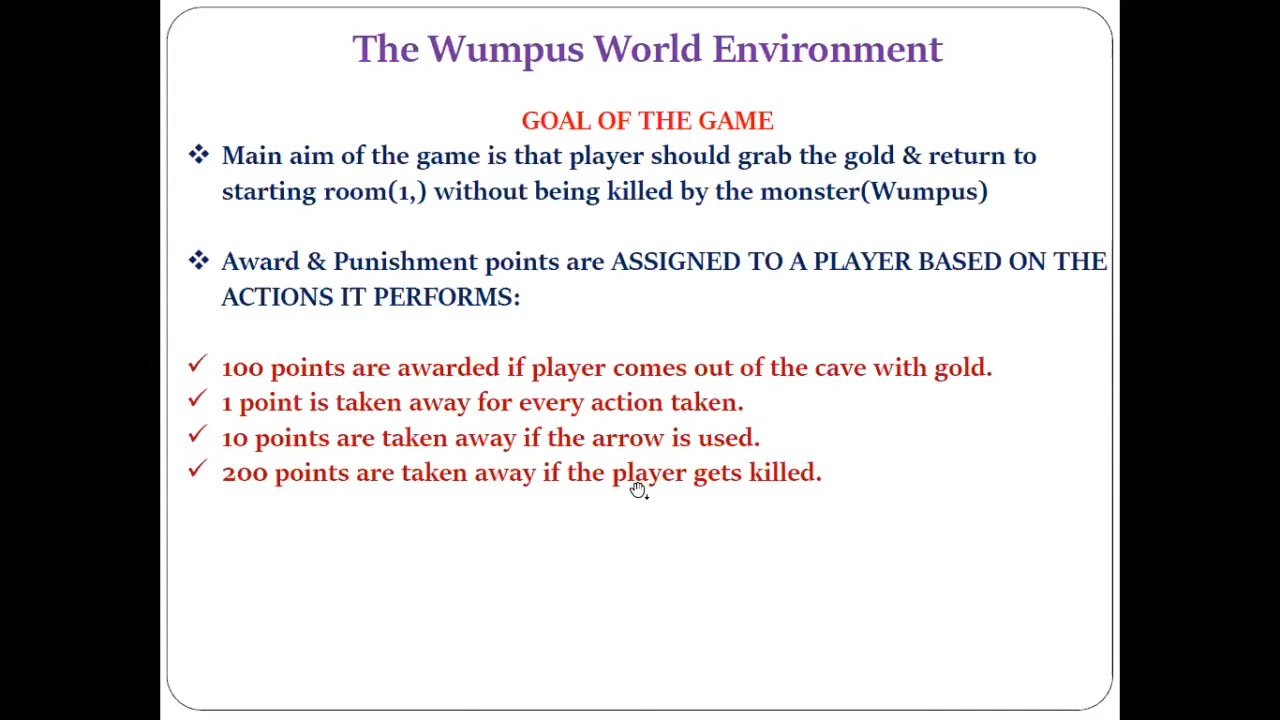 The Wumpus World Environment
GOAL OF THE GAME
❖ Main aim of the game is that player should grab the gold & return to
starting room(1,) without being killed by the monster(Wumpus)
❖ Award & Punishment points are ASSIGNED TO A PLAYER BASED ON THE
ACTIONS IT PERFORMS:
✓ 100 points are awarded if player comes out of the cave with gold.
✓ 1 point is taken away for every action taken.
✓ 10 points are taken away if the arrow is used.
✓ 200 points are taken away if the player gets killed.